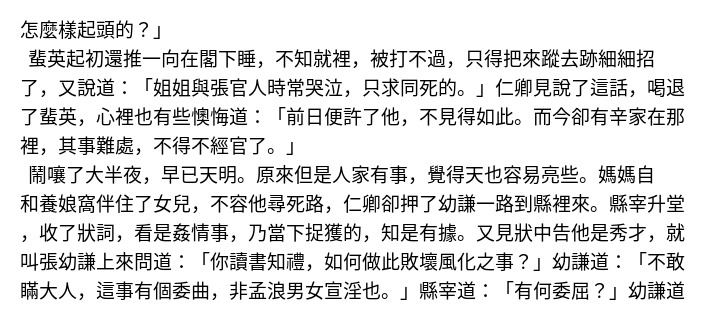 怎麼樣起頭的？」
蜚英起初還推一向在閣下睡，不知就裡，被打不過，只得把來蹤去跡細細招
了，又說道：「姐姐與張官人時常哭泣，只求同死的。」仁卿見說了這話，喝退
了蜚英，心裡也有些懊悔道：「前日便許了他，不見得如此。而今卻有辛家在那
裡，其事難處，不得不經官了。」
鬧嚷了大半夜，早已天明。原來但是人家有事，覺得天也容易亮些。媽媽自
和養娘窩伴住了女兒，不容他尋死路，仁卿卻押了幼謙一路到縣裡來。縣宰升堂
，收了狀詞，看是姦情事，乃當下捉獲的，知是有據。又見狀中告他是秀才，就
叫張幼謙上來問道：「你讀書知禮，如何做此敗壞風化之事？」幼謙道：「不敢
瞞大人，這事有個委曲，非孟浪男女宣淫也。」縣宰道：「有何委屈？」幼謙道